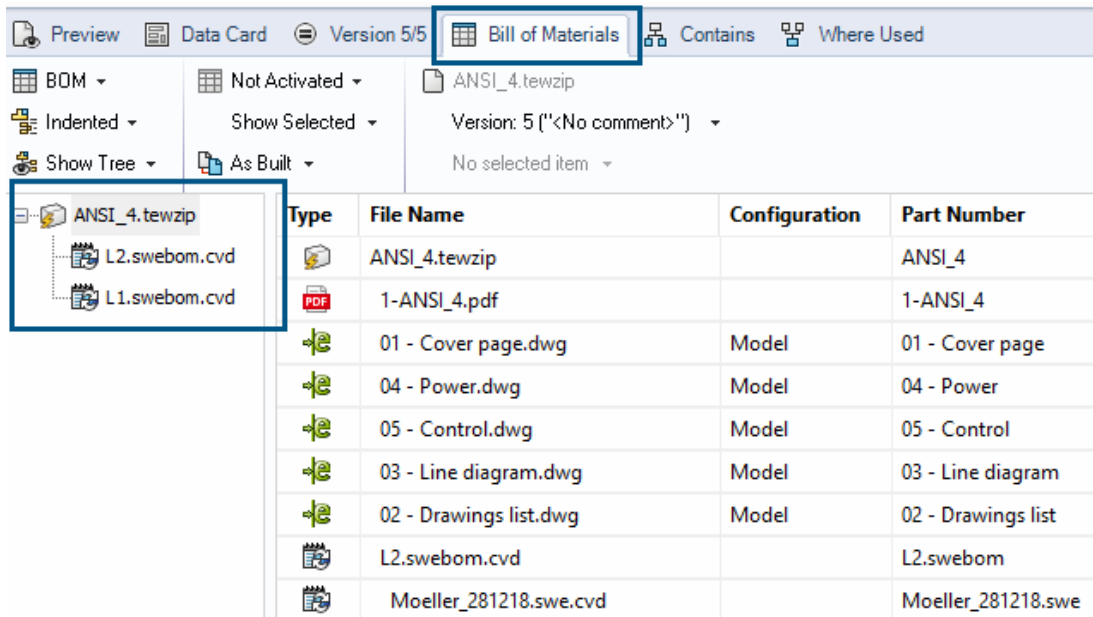 Preview Data Card Version 5/5 Bill of Materials Contains Where Used
BOM Not Activated ANSI_4.tewzip
Indented Show Selected Version: 5 ("<No comment>")
Show Tree As Built No selected item
ANSI_4.tewzip
L2.swebom.cvd
L1.swebom.cvd
Type File Name Configuration Part Number
ANSI_4.tewzip ANSI_4
PDF 1-ANSI_4.pdf 1-ANSI_4
e 01 - Cover page.dwg Model 01 - Cover page
e 04 - Power.dwg Model 04 - Power
e 05 - Control.dwg Model 05 - Control
e 03 - Line diagram.dwg Model 03 - Line diagram
e 02 - Drawings list.dwg Model 02 - Drawings list
L2.swebom.cvd L2.swebom
Moeller_281218.swe.cvd Moeller_281218.swe